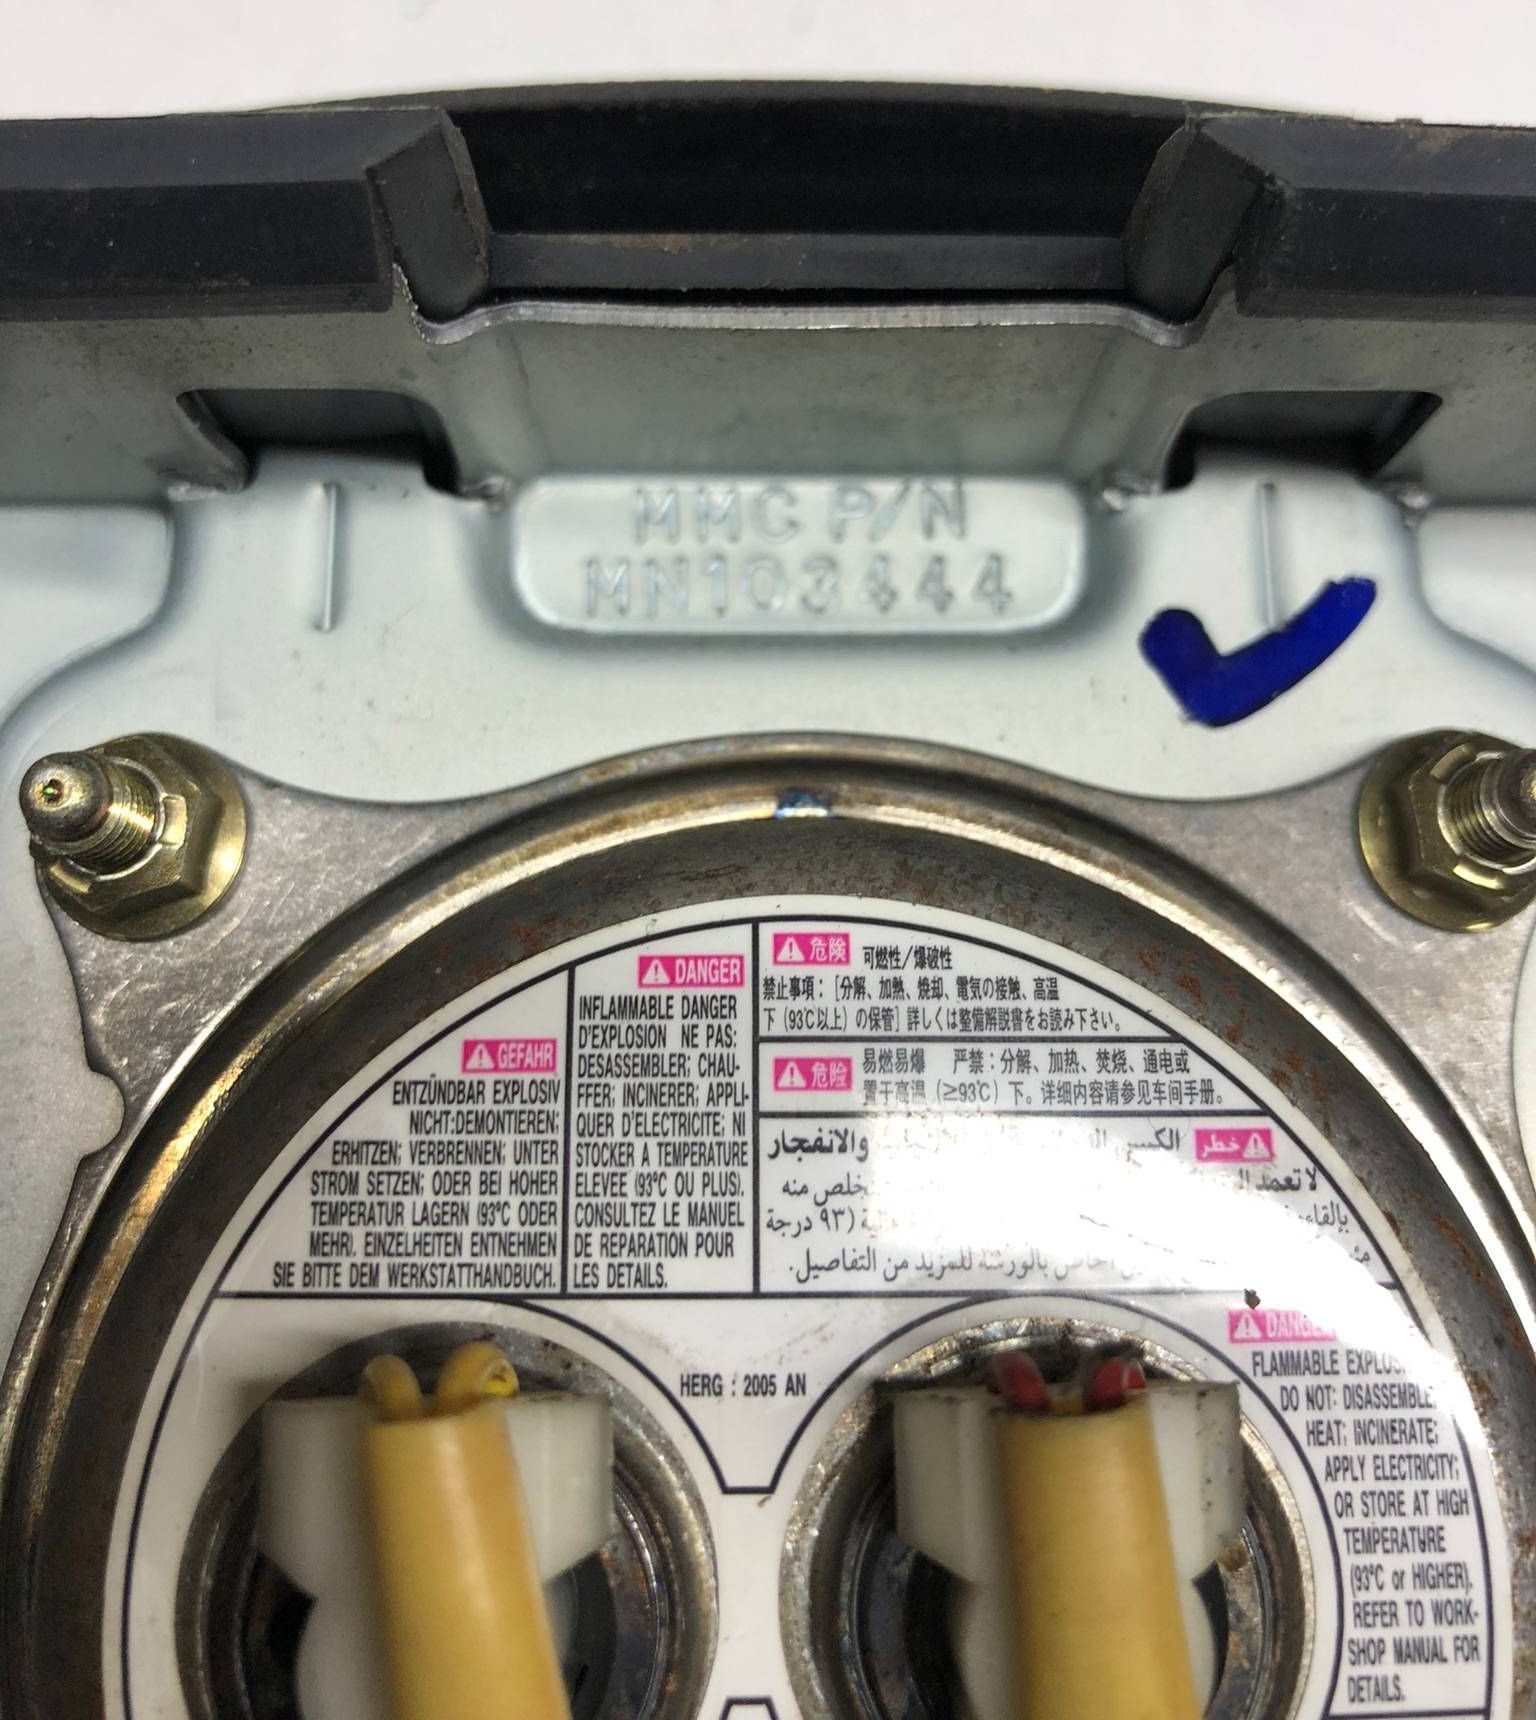 MMC P/N
MN103444
GEFAHR
ENTZÜNDBAR EXPLOSIV
NICHT:DEMONTIEREN;
ERHITZEN; VERBRENNEN; UNTER
STROM SETZEN; ODER BEI HOHER
TEMPERATUR LAGERN (93°C ODER
MEHR). EINZELHEITEN ENTNEHMEN
SIE BITTE DEM WERKSTATTHANDBUCH.
DANGER
INFLAMMABLE DANGER
D'EXPLOSION NE PAS:
DESASSEMBLER; CHAU-
FFER; INCINERER; APPLI-
QUER D'ELECTRICITE; NI
STOCKER A TEMPERATURE
ELEVEE (93°C OU PLUS).
CONSULTEZ LE MANUEL
DE REPARATION POUR
LES DETAILS.
危険 可燃性/爆破性
禁止事項：[分解、加熱、焼却、電気の接触、高温
下（93℃以上）の保管] 詳しくは整備解説書をお読み下さい。
危险 易燃易爆 严禁：分解、加热、焚烧、通电或
置于高温（≥93℃）下。详细内容请参见车间手册。
خطر والانفجار
لا تعمد منه
(٩٣ درجة
بالورشة للمزيد من التفاصيل.
HERG : 2005 AN
DANGER
FLAMMABLE
DO NOT: DISASSEMBLE;
HEAT; INCINERATE;
APPLY ELECTRICITY;
OR STORE AT HIGH
TEMPERATURE
(93°C or HIGHER).
REFER TO WORK-
SHOP MANUAL FOR
DETAILS.